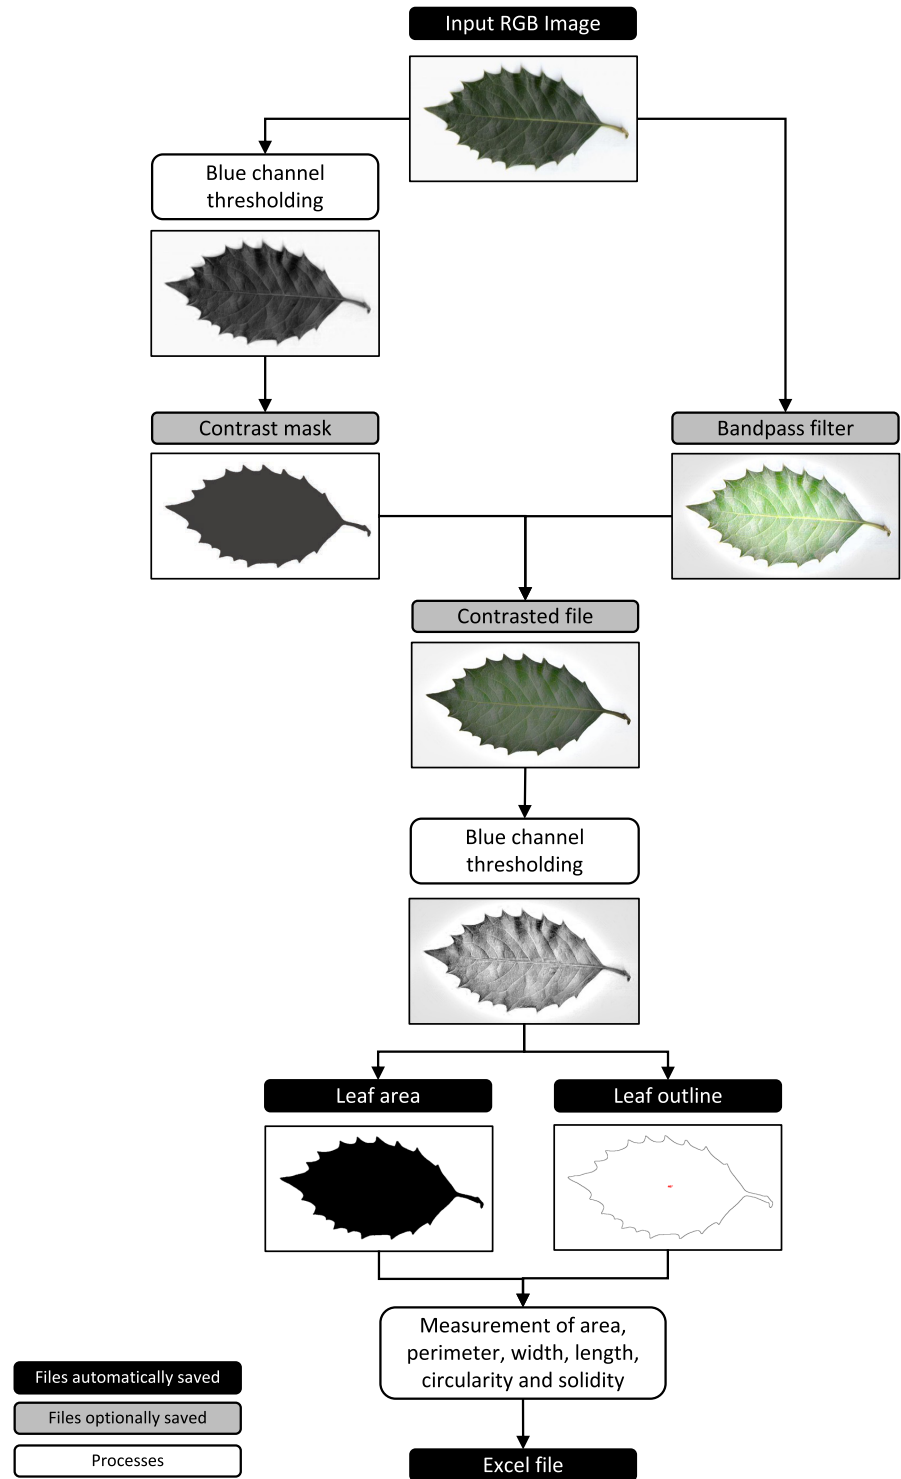 Input RGB Image
Blue channel
thresholding
Contrast mask
Bandpass filter
Contrasted file
Blue channel
thresholding
Leaf area
Leaf outline
Measurement of area,
perimeter, width, length,
circularity and solidity
Files automatically saved
Files optionally saved
Processes
Excel file